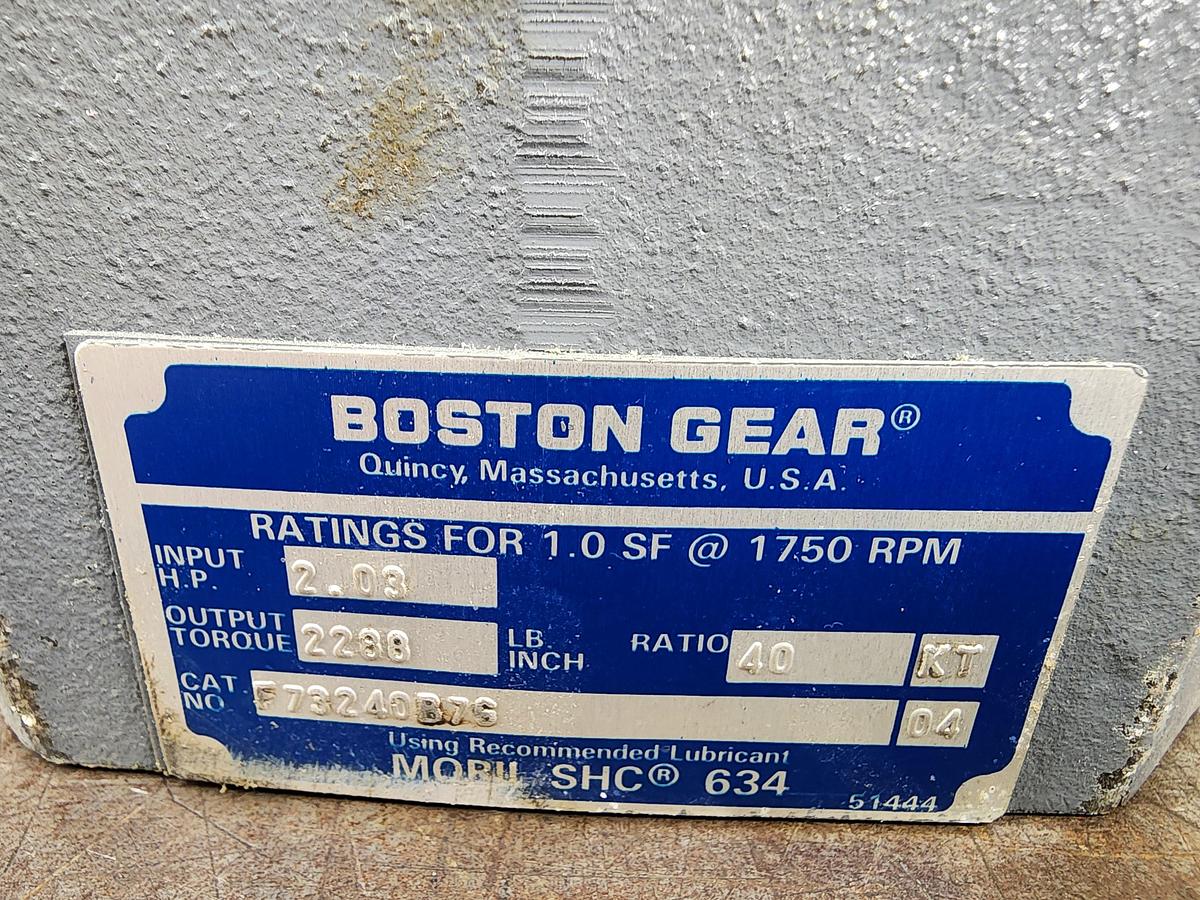 BOSTON GEAR®
Quincy, Massachusetts, U.S.A.
RATINGS FOR 1.0 SF @ 1750 RPM
INPUT H.P. 2.03
OUTPUT TORQUE 2288 LB. INCH RATIO 40 KT
CAT. NO. F73240B7G 04
Using Recommended Lubricant
MOBIL SHC® 634
51444